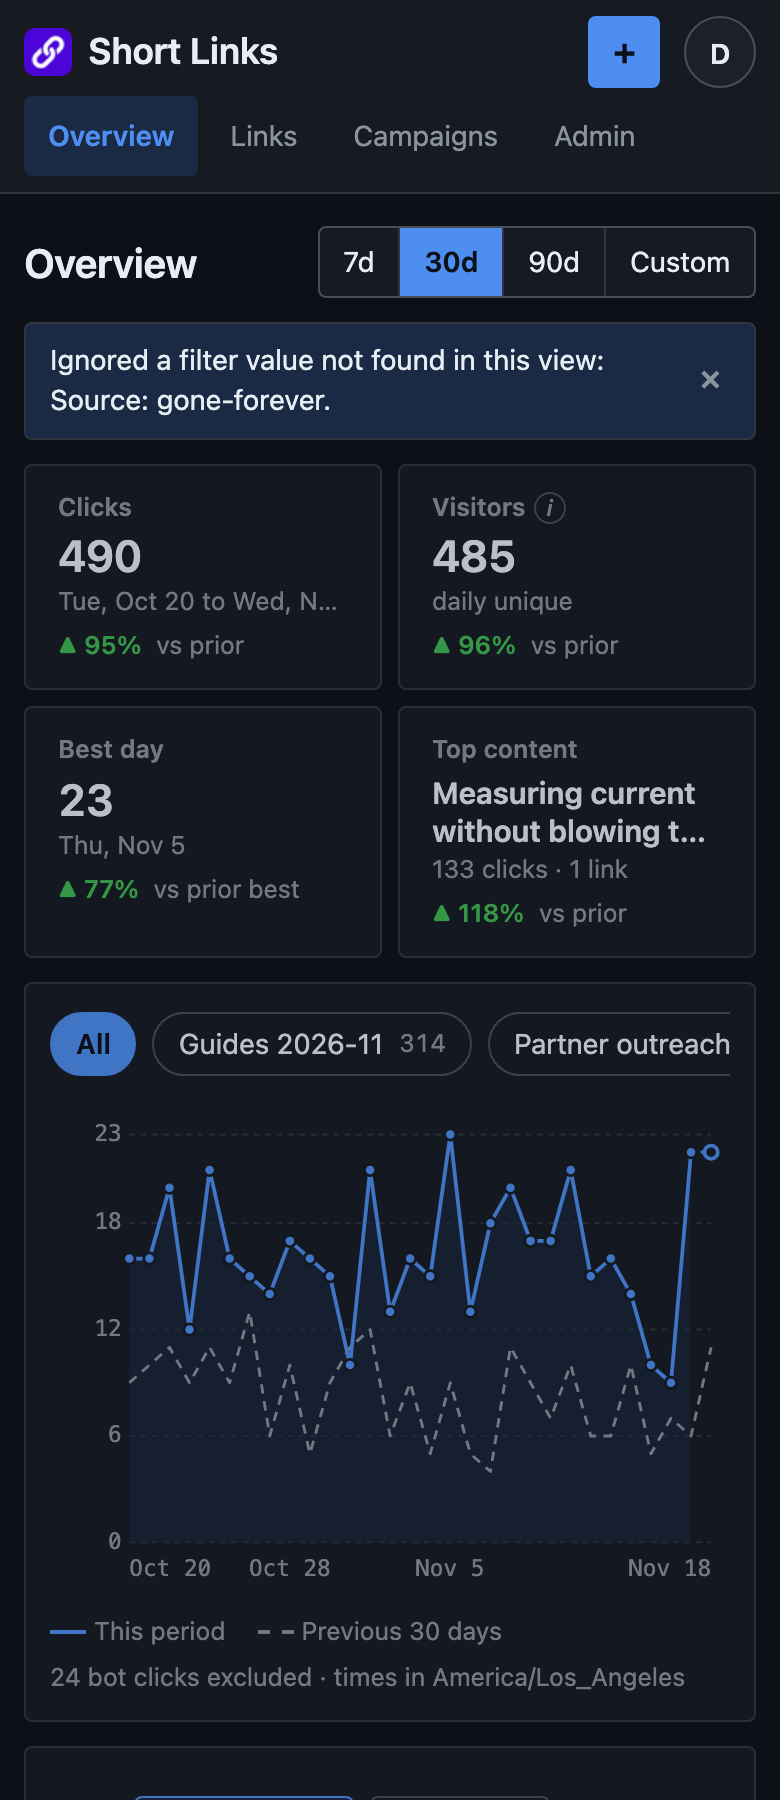 Short Links
+
D
Overview
Links
Campaigns
Admin
Overview
7d
30d
90d
Custom
Ignored a filter value not found in this view:
Source: gone-forever.
×
Clicks
490
Tue, Oct 20 to Wed, N...
▲ 95% vs prior
Visitors i
485
daily unique
▲ 96% vs prior
Best day
23
Thu, Nov 5
▲ 77% vs prior best
Top content
Measuring current
without blowing t...
133 clicks · 1 link
▲ 118% vs prior
All
Guides 2026-11 314
Partner outreach
23
18
12
6
0
Oct 20
Oct 28
Nov 5
Nov 18
This period
Previous 30 days
24 bot clicks excluded · times in America/Los_Angeles